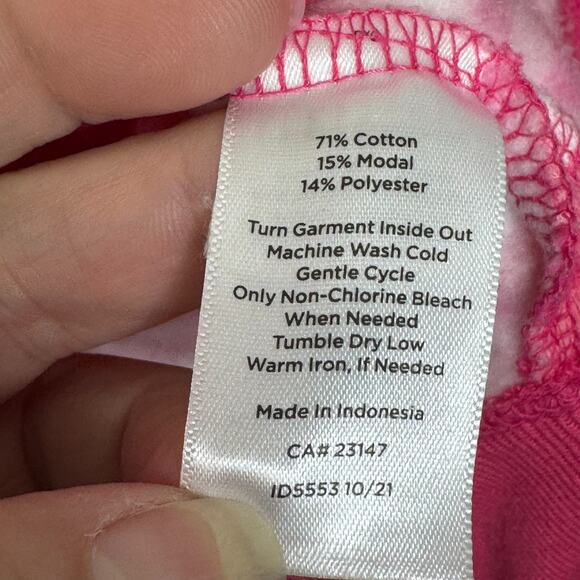 71% Cotton
15% Modal
14% Polyester
Turn Garment Inside Out
Machine Wash Cold
Gentle Cycle
Only Non-Chlorine Bleach
When Needed
Tumble Dry Low
Warm Iron, If Needed
Made In Indonesia
CA# 23147
ID5553 10/21